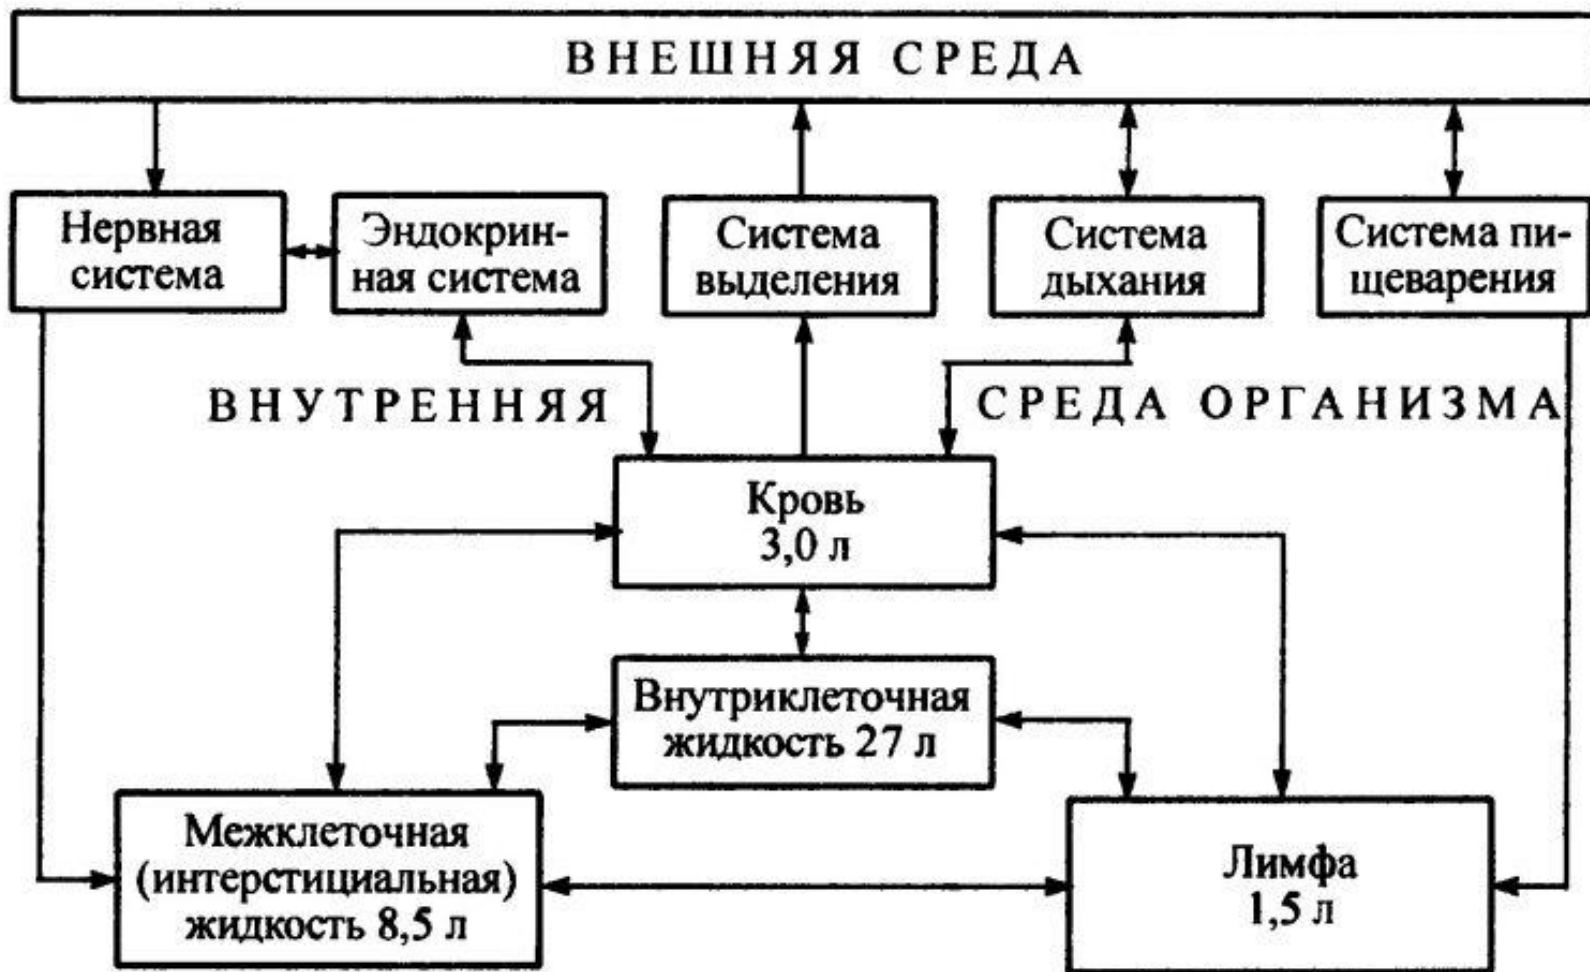 ВНЕШНЯЯ СРЕДА
Нервная
система
Эндокрин-
ная система
Система
выделения
Система
дыхания
Система пи-
щеварения
ВНУТРЕННЯЯ СРЕДА ОРГАНИЗМА
Кровь
3,0 л
Внутриклеточная
жидкость 27 л
Межклеточная
(интерстициальная)
жидкость 8,5 л
Лимфа
1,5 л